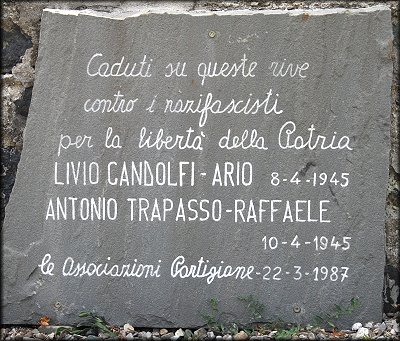 Caduti su queste rive
contro i nazifascisti
per la libertà della Patria
LIVIO GANDOLFI - ARIO 8-4-1945
ANTONIO TRAPASSO - RAFFAELE
10-4-1945
le Associazioni Partigiane - 22-3-1987